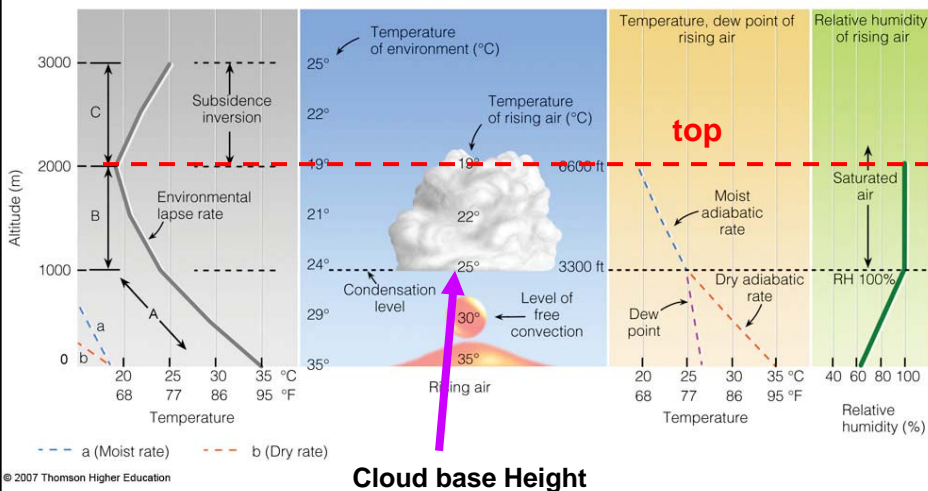 3000
2000
1000
0
Altitude (m)
C
B
A
a
b
Subsidence
inversion
Environmental
lapse rate
20
25
30
35 °C
68
77
86
95 °F
Temperature
a (Moist rate)
b (Dry rate)
© 2007 Thomson Higher Education
Temperature
of environment (°C)
25°
22°
19°
21°
24°
29°
35°
Temperature
of rising air (°C)
19°
22°
25°
30°
35°
6600 ft
3300 ft
Condensation
level
Level of
free
convection
Rising air
Cloud base Height
Temperature, dew point of
rising air
top
Moist
adiabatic
rate
Dry adiabatic
rate
Dew
point
20
25
30
35 °C
68
77
86
95 °F
Temperature
Relative humidity
of rising air
Saturated
air
RH 100%
40 60 80 100
Relative
humidity (%)